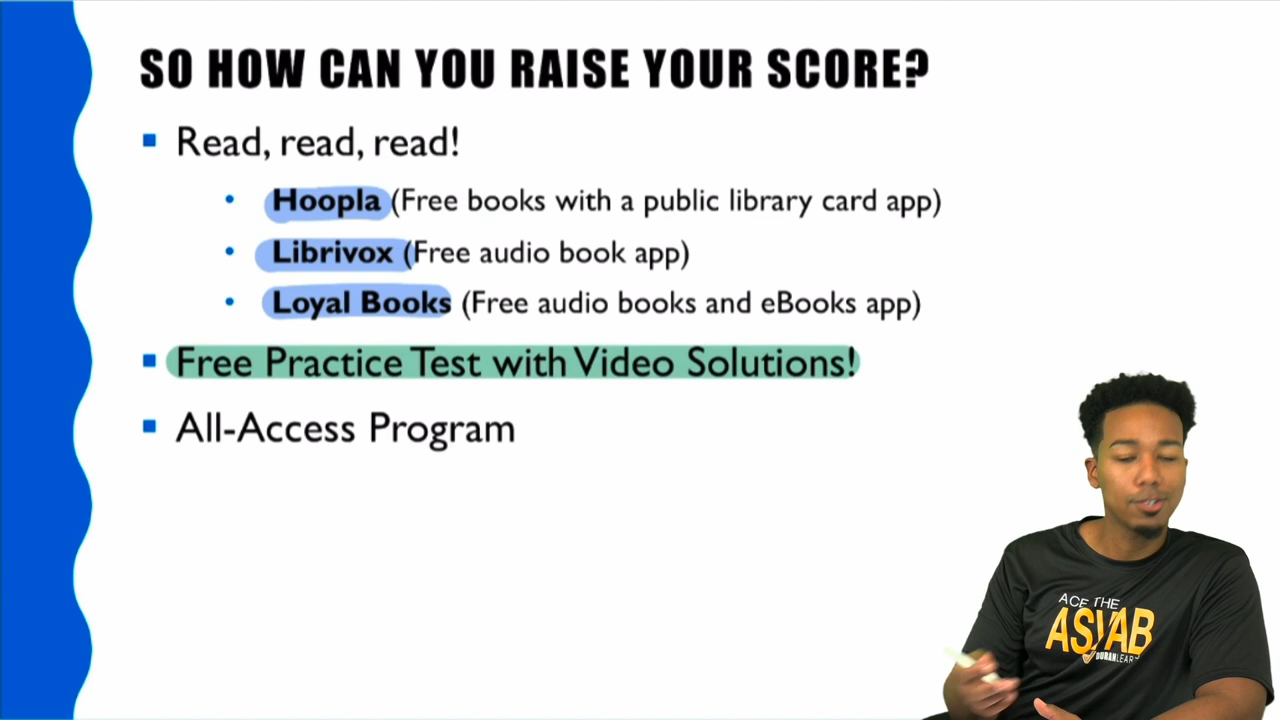 SO HOW CAN YOU RAISE YOUR SCORE?
▪ Read, read, read!
• Hoopla (Free books with a public library card app)
• Librivox (Free audio book app)
• Loyal Books (Free audio books and eBooks app)
▪ Free Practice Test with Video Solutions!
▪ All-Access Program
ACE THE
ASVAB
DURANLEAR